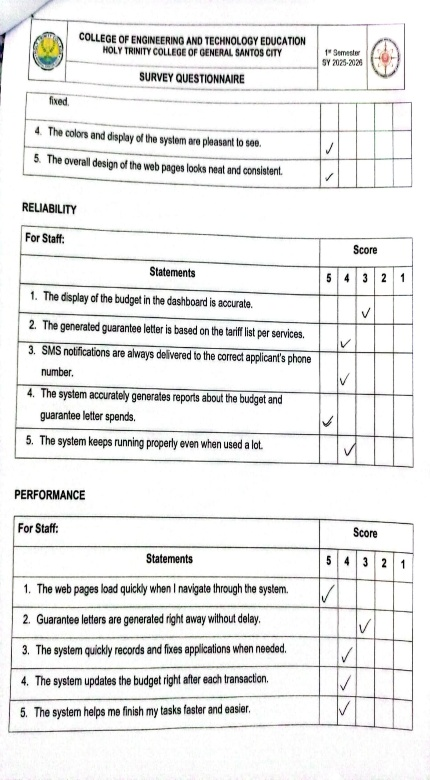 COLLEGE OF ENGINEERING AND TECHNOLOGY EDUCATION
HOLY TRINITY COLLEGE OF GENERAL SANTOS CITY
1st Semester
SY 2025-2026
SURVEY QUESTIONNAIRE
fixed.
4. The colors and display of the system are pleasant to see. ✓
5. The overall design of the web pages looks neat and consistent. ✓
RELIABILITY
For Staff:
Score
Statements 5 4 3 2 1
1. The display of the budget in the dashboard is accurate. ✓
2. The generated guarantee letter is based on the tariff list per services. ✓
3. SMS notifications are always delivered to the correct applicant's phone
number. ✓
4. The system accurately generates reports about the budget and
guarantee letter spends. ✓
5. The system keeps running properly even when used a lot. ✓
PERFORMANCE
For Staff:
Score
Statements 5 4 3 2 1
1. The web pages load quickly when I navigate through the system. ✓
2. Guarantee letters are generated right away without delay. ✓
3. The system quickly records and fixes applications when needed. ✓
4. The system updates the budget right after each transaction. ✓
5. The system helps me finish my tasks faster and easier. ✓